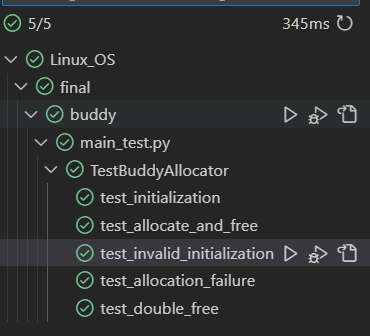 5/5 345ms
Linux_OS
final
buddy
main_test.py
TestBuddyAllocator
test_initialization
test_allocate_and_free
test_invalid_initialization
test_allocation_failure
test_double_free